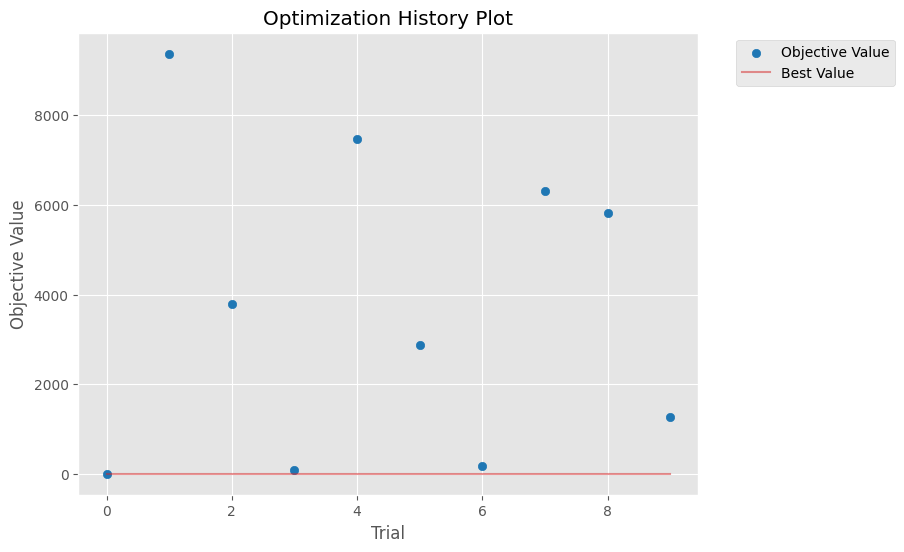 Optimization History Plot
Objective Value
Best Value
Objective Value
8000
6000
4000
2000
0
0 2 4 6 8
Trial